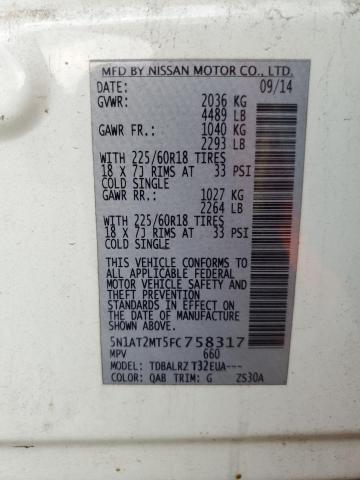 MFD BY NISSAN MOTOR CO., LTD.
DATE: 09/14
GVWR: 2036 KG
4489 LB
GAWR FR.: 1040 KG
2293 LB
WITH 225/60R18 TIRES
18 X 7J RIMS AT 33 PSI
COLD SINGLE
GAWR RR.: 1027 KG
2264 LB
WITH 225/60R18 TIRES
18 X 7J RIMS AT 33 PSI
COLD SINGLE
THIS VEHICLE CONFORMS TO
ALL APPLICABLE FEDERAL
MOTOR VEHICLE SAFETY
AND THEFT PREVENTION
STANDARDS IN EFFECT
ON THE DATE OF
MANUFACTURE SHOWN
ABOVE.
5N1AT2MT5FC758317
MPV 660
MODEL: TDBALRZ T32EUA---
COLOR: QAB TRIM: G ZS30A